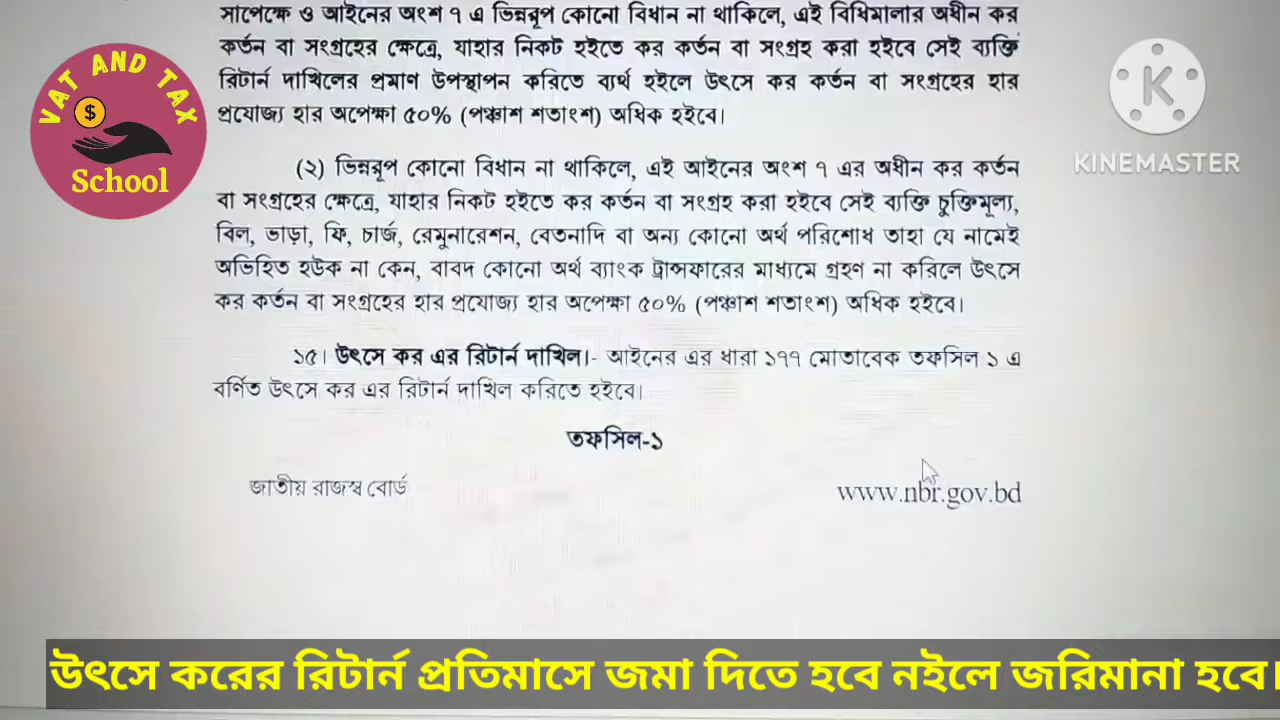 সাপেক্ষে ও আইনের অংশ ৭ এ ভিন্নরূপ কোনো বিধান না থাকিলে, এই বিধিমালার অধীন কর
কর্তন বা সংগ্রহের ক্ষেত্রে, যাহার নিকট হইতে কর কর্তন বা সংগ্রহ করা হইবে সেই ব্যক্তি
রিটার্ন দাখিলের প্রমাণ উপস্থাপন করিতে ব্যর্থ হইলে উৎসে কর কর্তন বা সংগ্রহের হার
প্রযোজ্য হার অপেক্ষা ৫০% (পঞ্চাশ শতাংশ) অধিক হইবে।
VAT AND TAX
$
School
K
KINEMASTER
(২) ভিন্নরূপ কোনো বিধান না থাকিলে, এই আইনের অংশ ৭ এর অধীন কর কর্তন
বা সংগ্রহের ক্ষেত্রে, যাহার নিকট হইতে কর কর্তন বা সংগ্রহ করা হইবে সেই ব্যক্তি চুক্তিমূল্য,
বিল, ভাড়া, ফি, চার্জ, রেমুনারেশন, বেতনাদি বা অন্য কোনো অর্থ পরিশোধ তাহা যে নামেই
অভিহিত হউক না কেন, বাবদ কোনো অর্থ ব্যাংক ট্রান্সফারের মাধ্যমে গ্রহণ না করিলে উৎসে
কর কর্তন বা সংগ্রহের হার প্রযোজ্য হার অপেক্ষা ৫০% (পঞ্চাশ শতাংশ) অধিক হইবে।
১৫। উৎসে কর এর রিটার্ন দাখিল।- আইনের এর ধারা ১৭৭ মোতাবেক তফসিল ১ এ
বর্ণিত উৎসে কর এর রিটার্ন দাখিল করিতে হইবে।
তফসিল-১
জাতীয় রাজস্ব বোর্ড
www.nbr.gov.bd
উৎসে করের রিটার্ন প্রতিমাসে জমা দিতে হবে নইলে জরিমানা হবে।